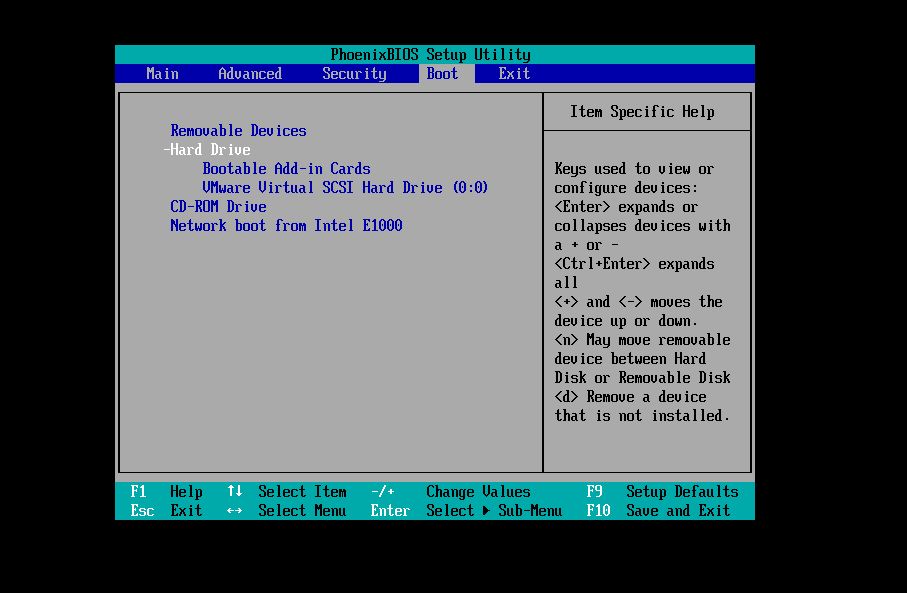 PhoenixBIOS Setup Utility
Main Advanced Security Boot Exit
Item Specific Help
Removable Devices
-Hard Drive
Bootable Add-in Cards
VMware Virtual SCSI Hard Drive (0:0)
CD-ROM Drive
Network boot from Intel E1000
Keys used to view or
configure devices:
<Enter> expands or
collapses devices with
a + or -
<Ctrl+Enter> expands
all
<+> and <-> moves the
device up or down.
<n> May move removable
device between Hard
Disk or Removable Disk
<d> Remove a device
that is not installed.
F1 Help ↑↓ Select Item -/+ Change Values F9 Setup Defaults
Esc Exit ↔ Select Menu Enter Select ▶ Sub-Menu F10 Save and Exit